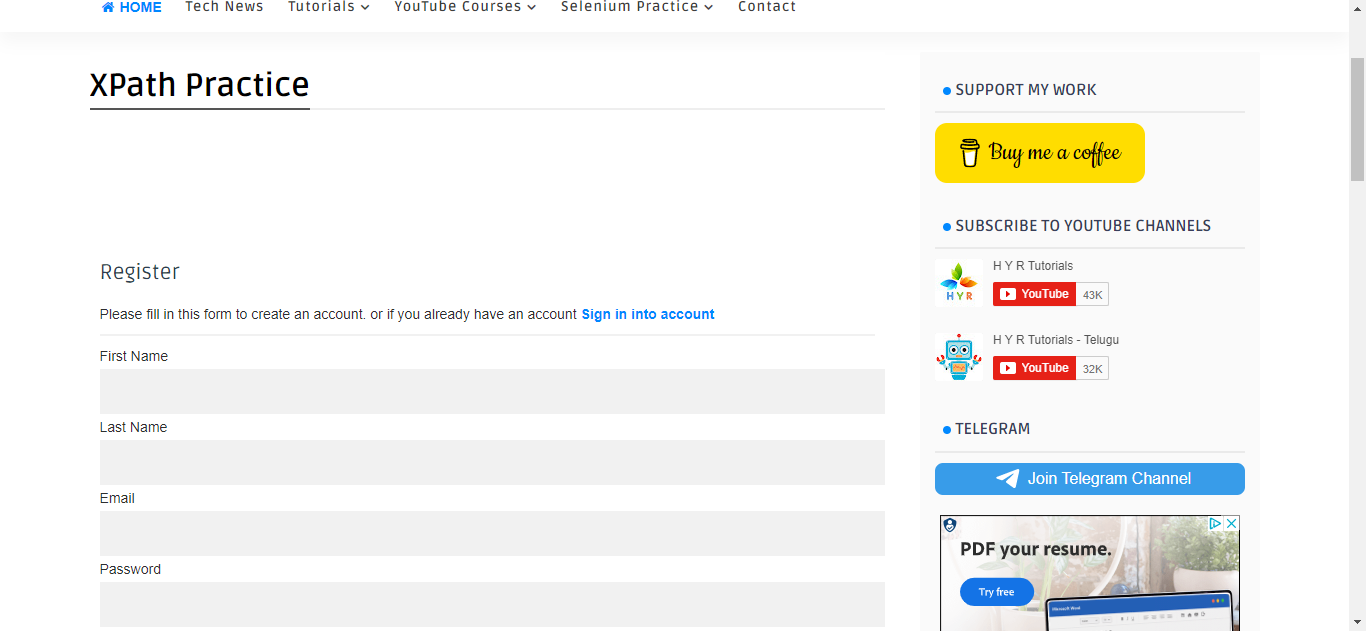 HOME Tech News Tutorials YouTube Courses Selenium Practice Contact
XPath Practice
Register
Please fill in this form to create an account. or if you already have an account Sign in into account
First Name
Last Name
Email
Password
SUPPORT MY WORK
Buy me a coffee
SUBSCRIBE TO YOUTUBE CHANNELS
H Y R Tutorials
HYR
YouTube 43K
H Y R Tutorials - Telugu
YouTube 32K
TELEGRAM
Join Telegram Channel
PDF your resume.
Try free
Microsoft Word